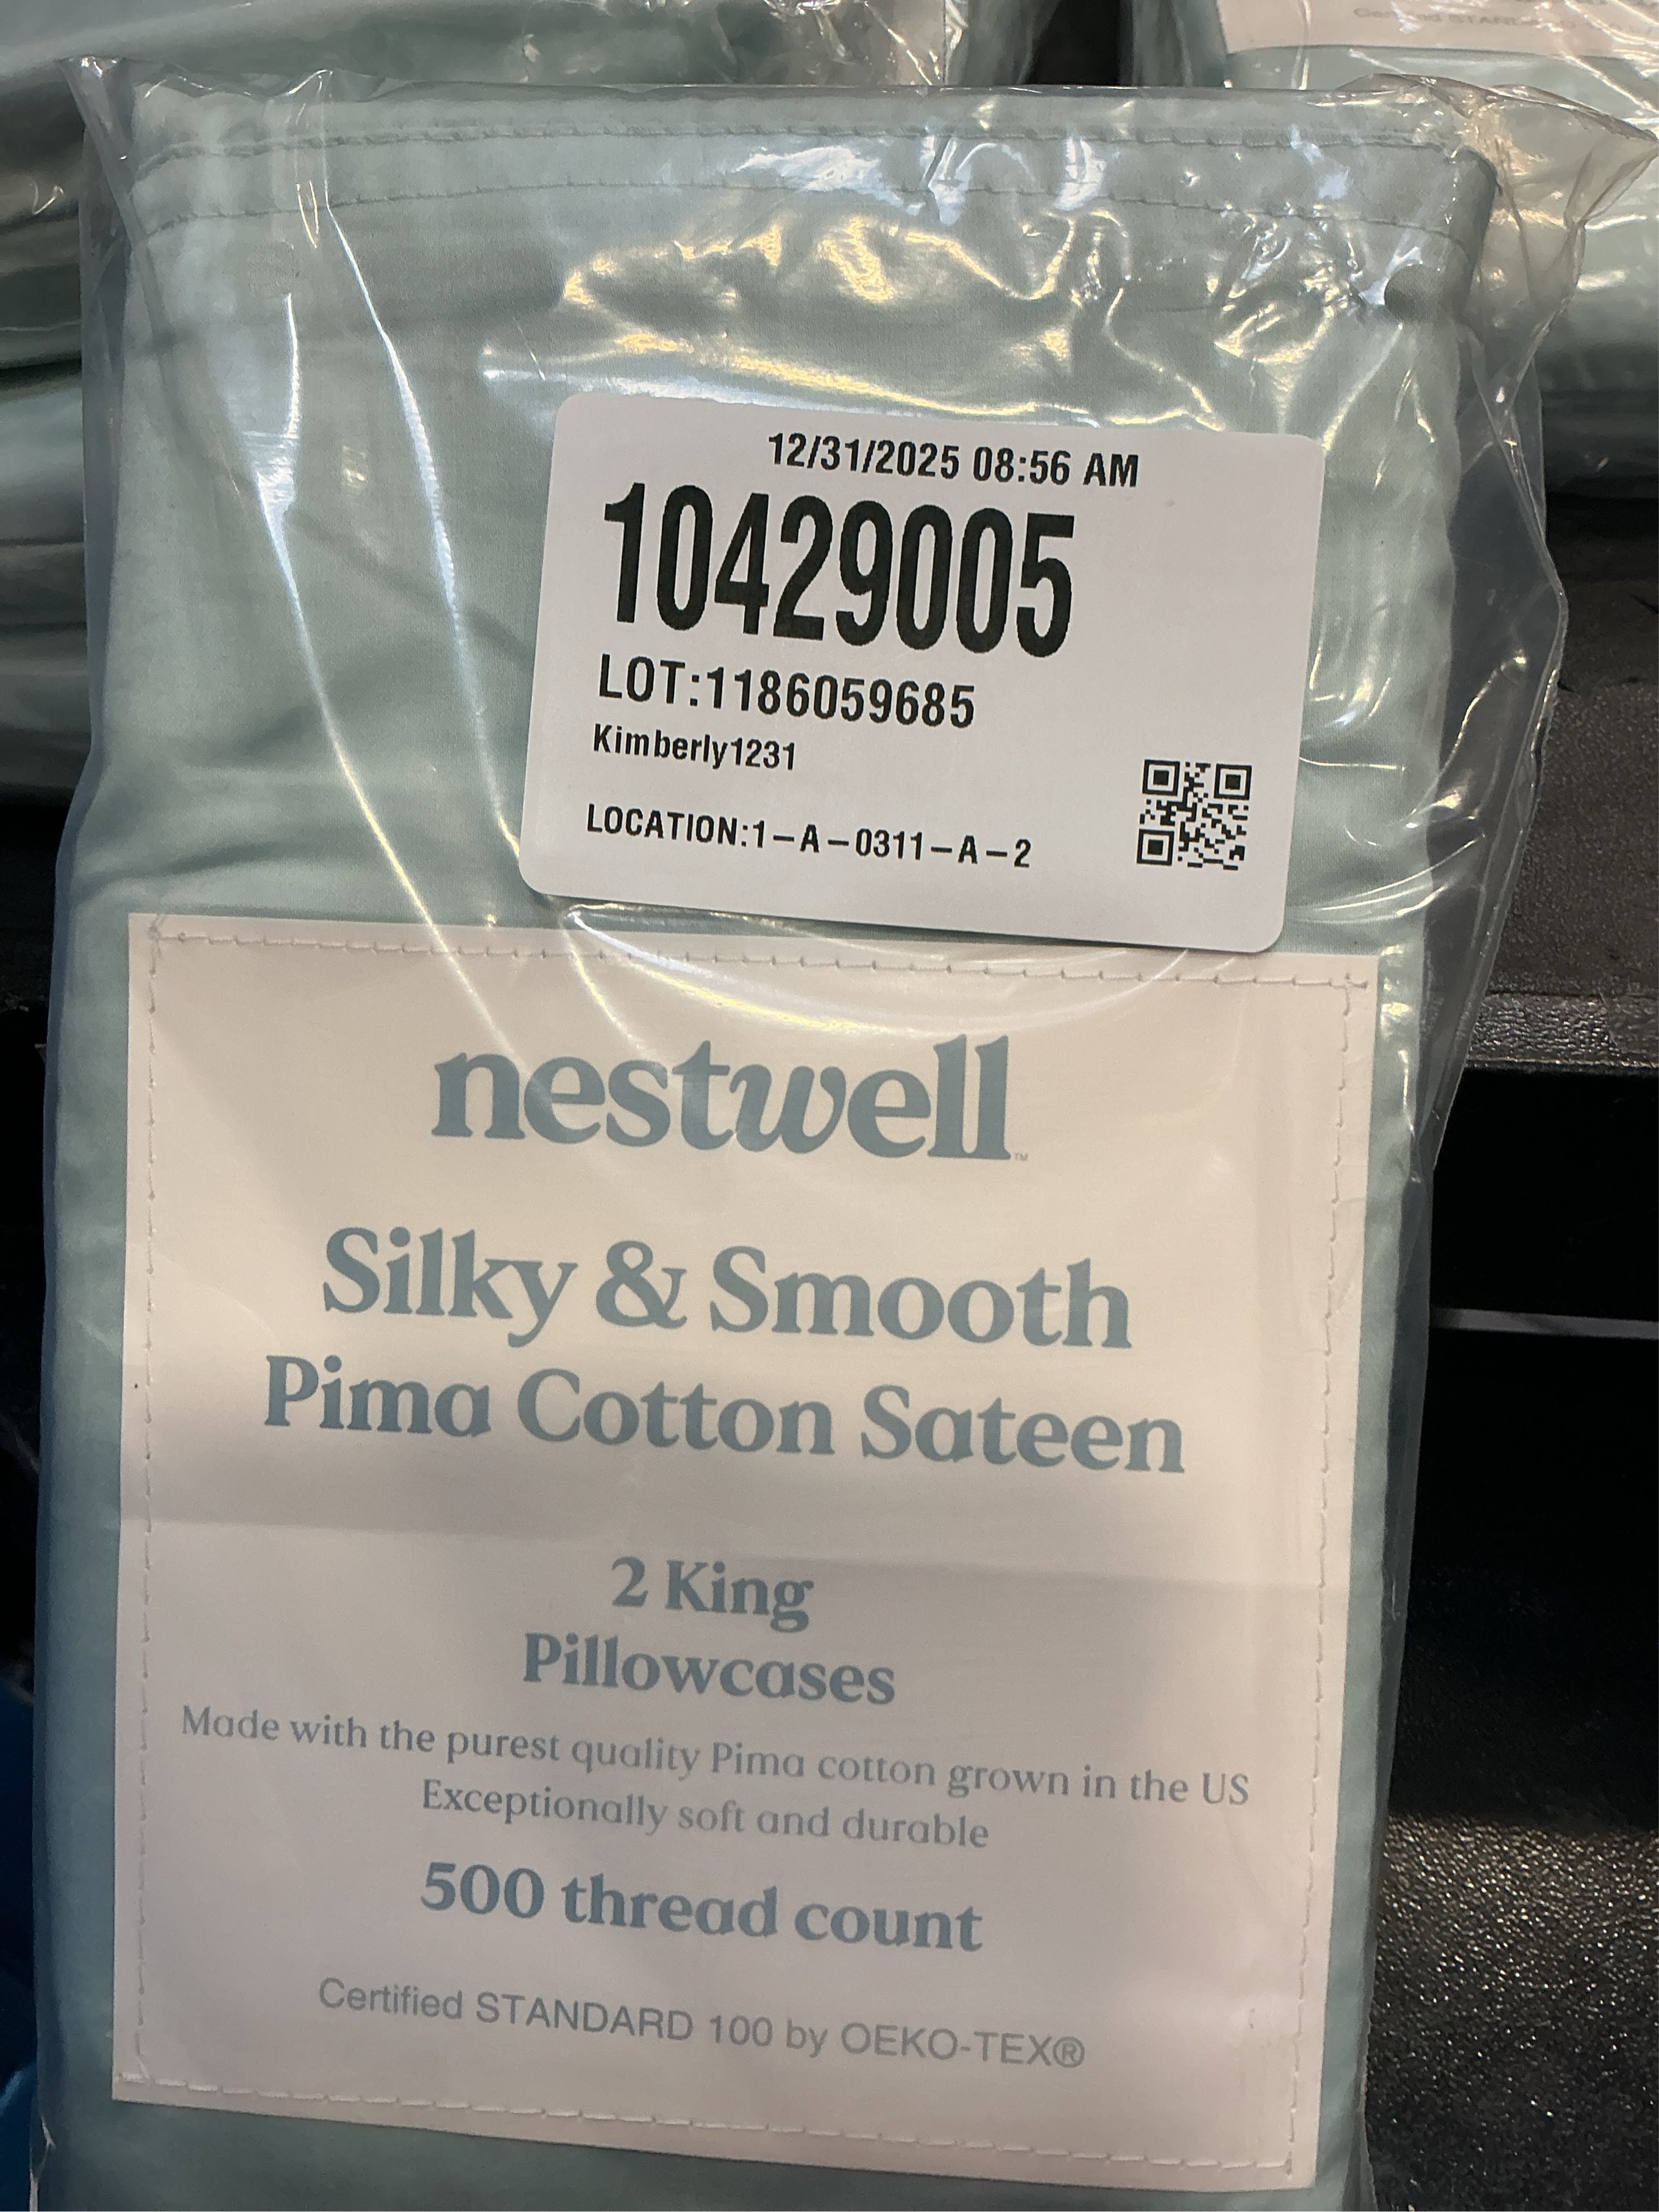 12/31/2025 08:56 AM
10429005
LOT:1186059685
Kimberly1231
LOCATION:1-A-0311-A-2
nestwell™
Silky & Smooth
Pima Cotton Sateen
2 King
Pillowcases
Made with the purest quality Pima cotton grown in the US
Exceptionally soft and durable
500 thread count
Certified STANDARD 100 by OEKO-TEX®